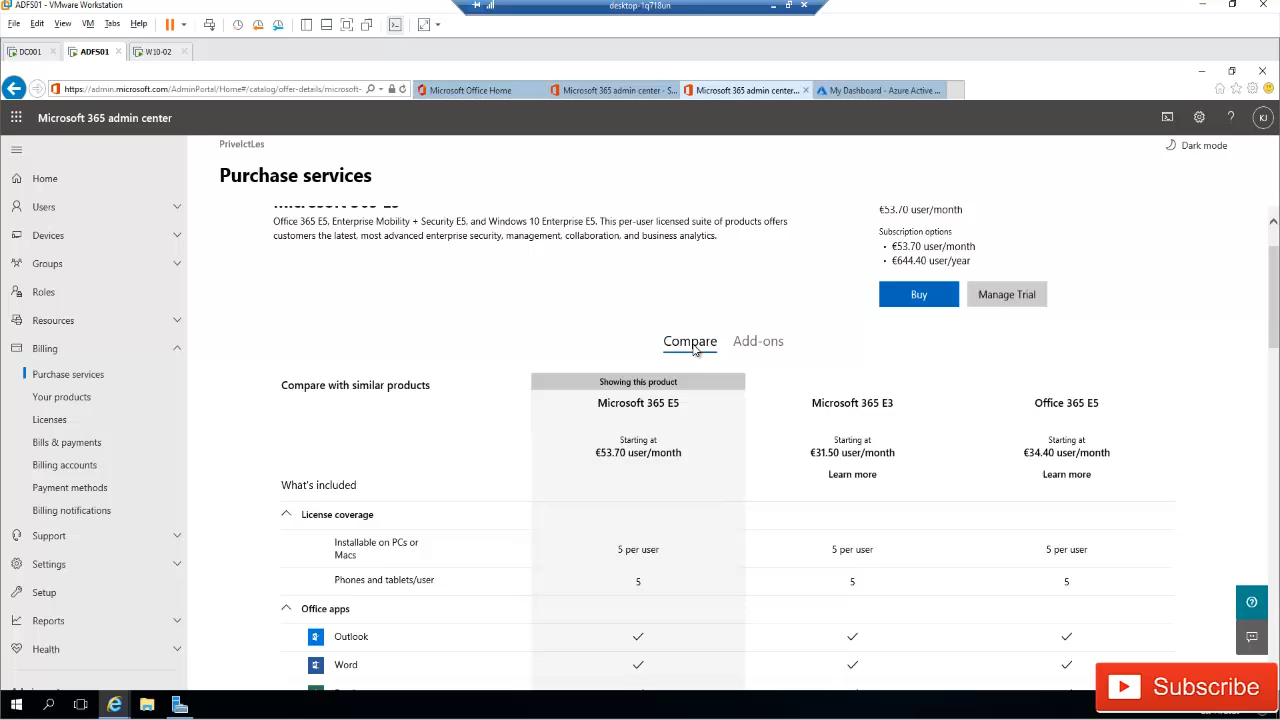 ADFS01 - VMware Workstation
desktop-1q718un
File Edit View VM Tabs Help
DC001 ADFS01 W10-02
https://admin.microsoft.com/AdminPortal/Home#/catalog/offer-details/microsoft-
Microsoft Office Home
Microsoft 365 admin center - S...
Microsoft 365 admin center...
My Dashboard - Azure Active ...
Microsoft 365 admin center
KJ
PriveIctLes
Dark mode
Purchase services
Home
Users
Devices
Groups
Roles
Resources
Billing
Purchase services
Your products
Licenses
Bills & payments
Billing accounts
Payment methods
Billing notifications
Support
Settings
Setup
Reports
Health
Microsoft 365 E5
Office 365 E5, Enterprise Mobility + Security E5, and Windows 10 Enterprise E5. This per-user licensed suite of products offers
customers the latest, most advanced enterprise security, management, collaboration, and business analytics.
€53.70 user/month
Subscription options
• €53.70 user/month
• €644.40 user/year
Buy
Manage Trial
Compare Add-ons
Compare with similar products
Showing this product
Microsoft 365 E5 Microsoft 365 E3 Office 365 E5
Starting at Starting at Starting at
€53.70 user/month €31.50 user/month €34.40 user/month
Learn more Learn more
What's included
License coverage
Installable on PCs or
Macs
5 per user 5 per user 5 per user
Phones and tablets/user 5 5 5
Office apps
Outlook
Word
Subscribe